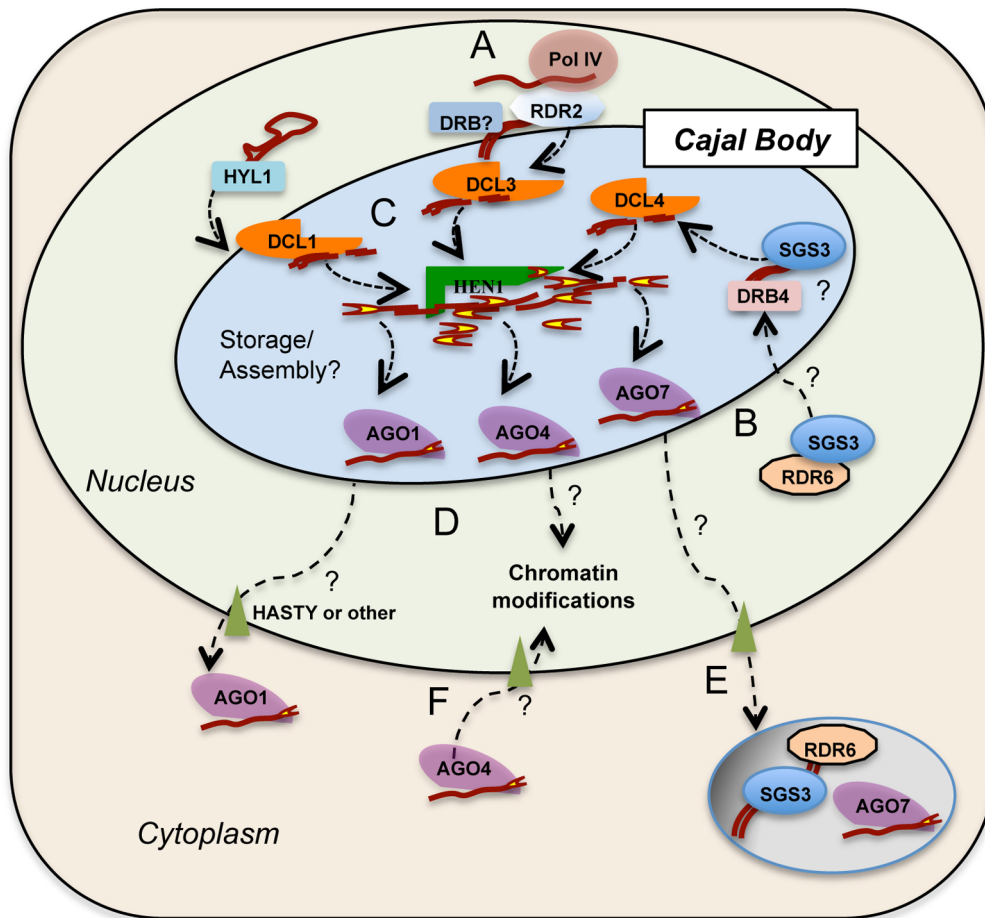 A
Pol IV
DRB?
RDR2
Cajal Body
HYL1
DCL3
C
DCL4
DCL1
SGS3
HEN1
DRB4
?
Storage/
Assembly?
?
AGO7
B
AGO1
AGO4
SGS3
RDR6
Nucleus
D
?
?
Chromatin
modifications
?
HASTY or other
E
AGO1
F
?
AGO4
RDR6
SGS3
AGO7
Cytoplasm